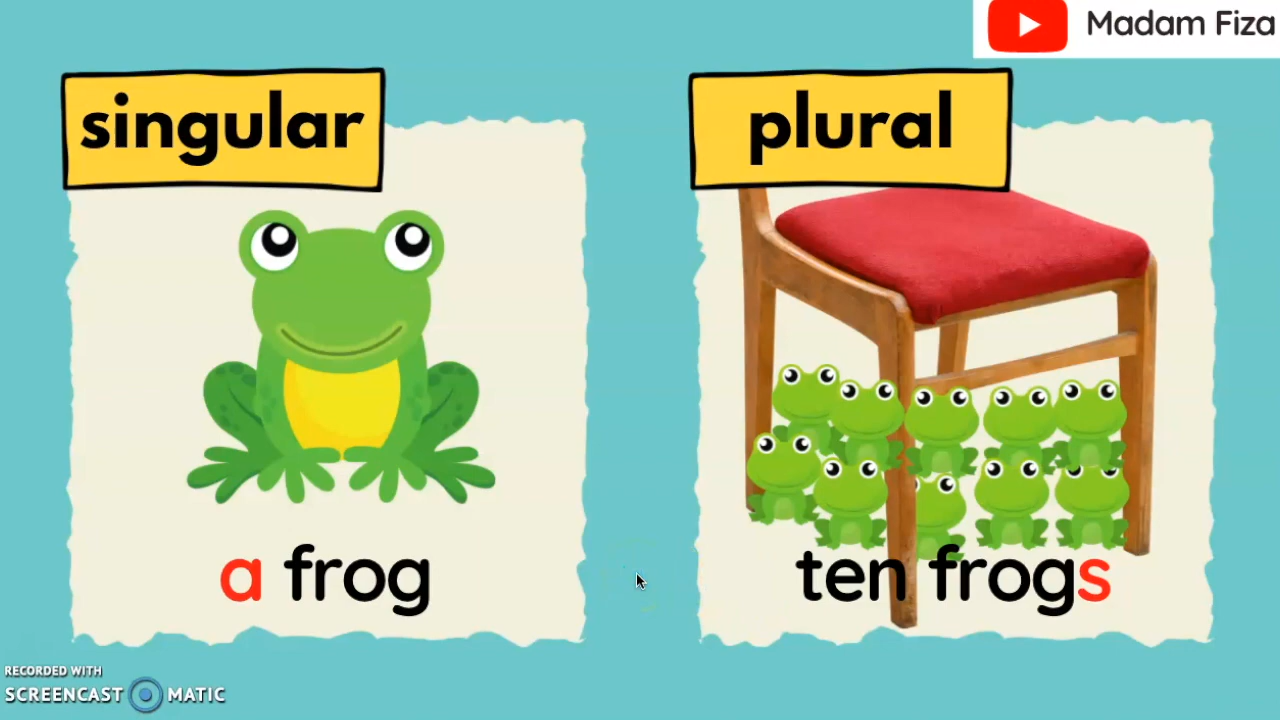 Madam Fiza
singular
plural
a frog
ten frogs
RECORDED WITH
SCREENCAST MATIC